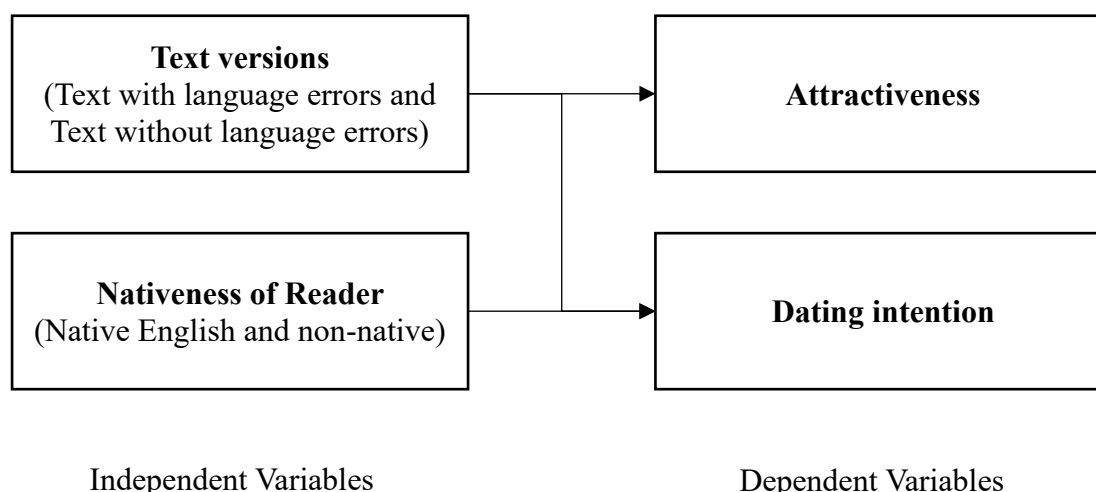 Text versions
(Text with language errors and
Text without language errors)
Attractiveness
Nativeness of Reader
(Native English and non-native)
Dating intention
Independent Variables
Dependent Variables